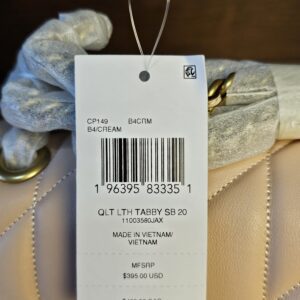 CP149 B4CRM
B4/CREAM
1 96395 83335 1
QLT LTH TABBY SB 20
11003560JAX
MADE IN VIETNAM/
VIETNAM
MFSRP
$395.00 USD